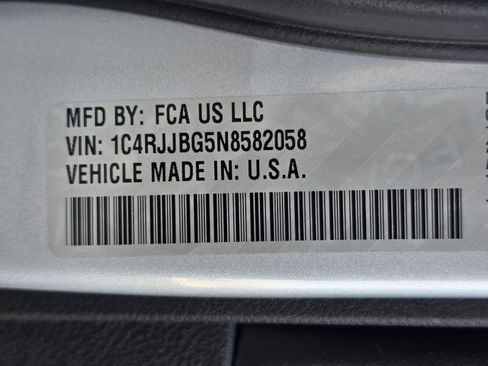 MFD BY: FCA US LLC
VIN: 1C4RJJBG5N8582058
VEHICLE MADE IN: U.S.A.